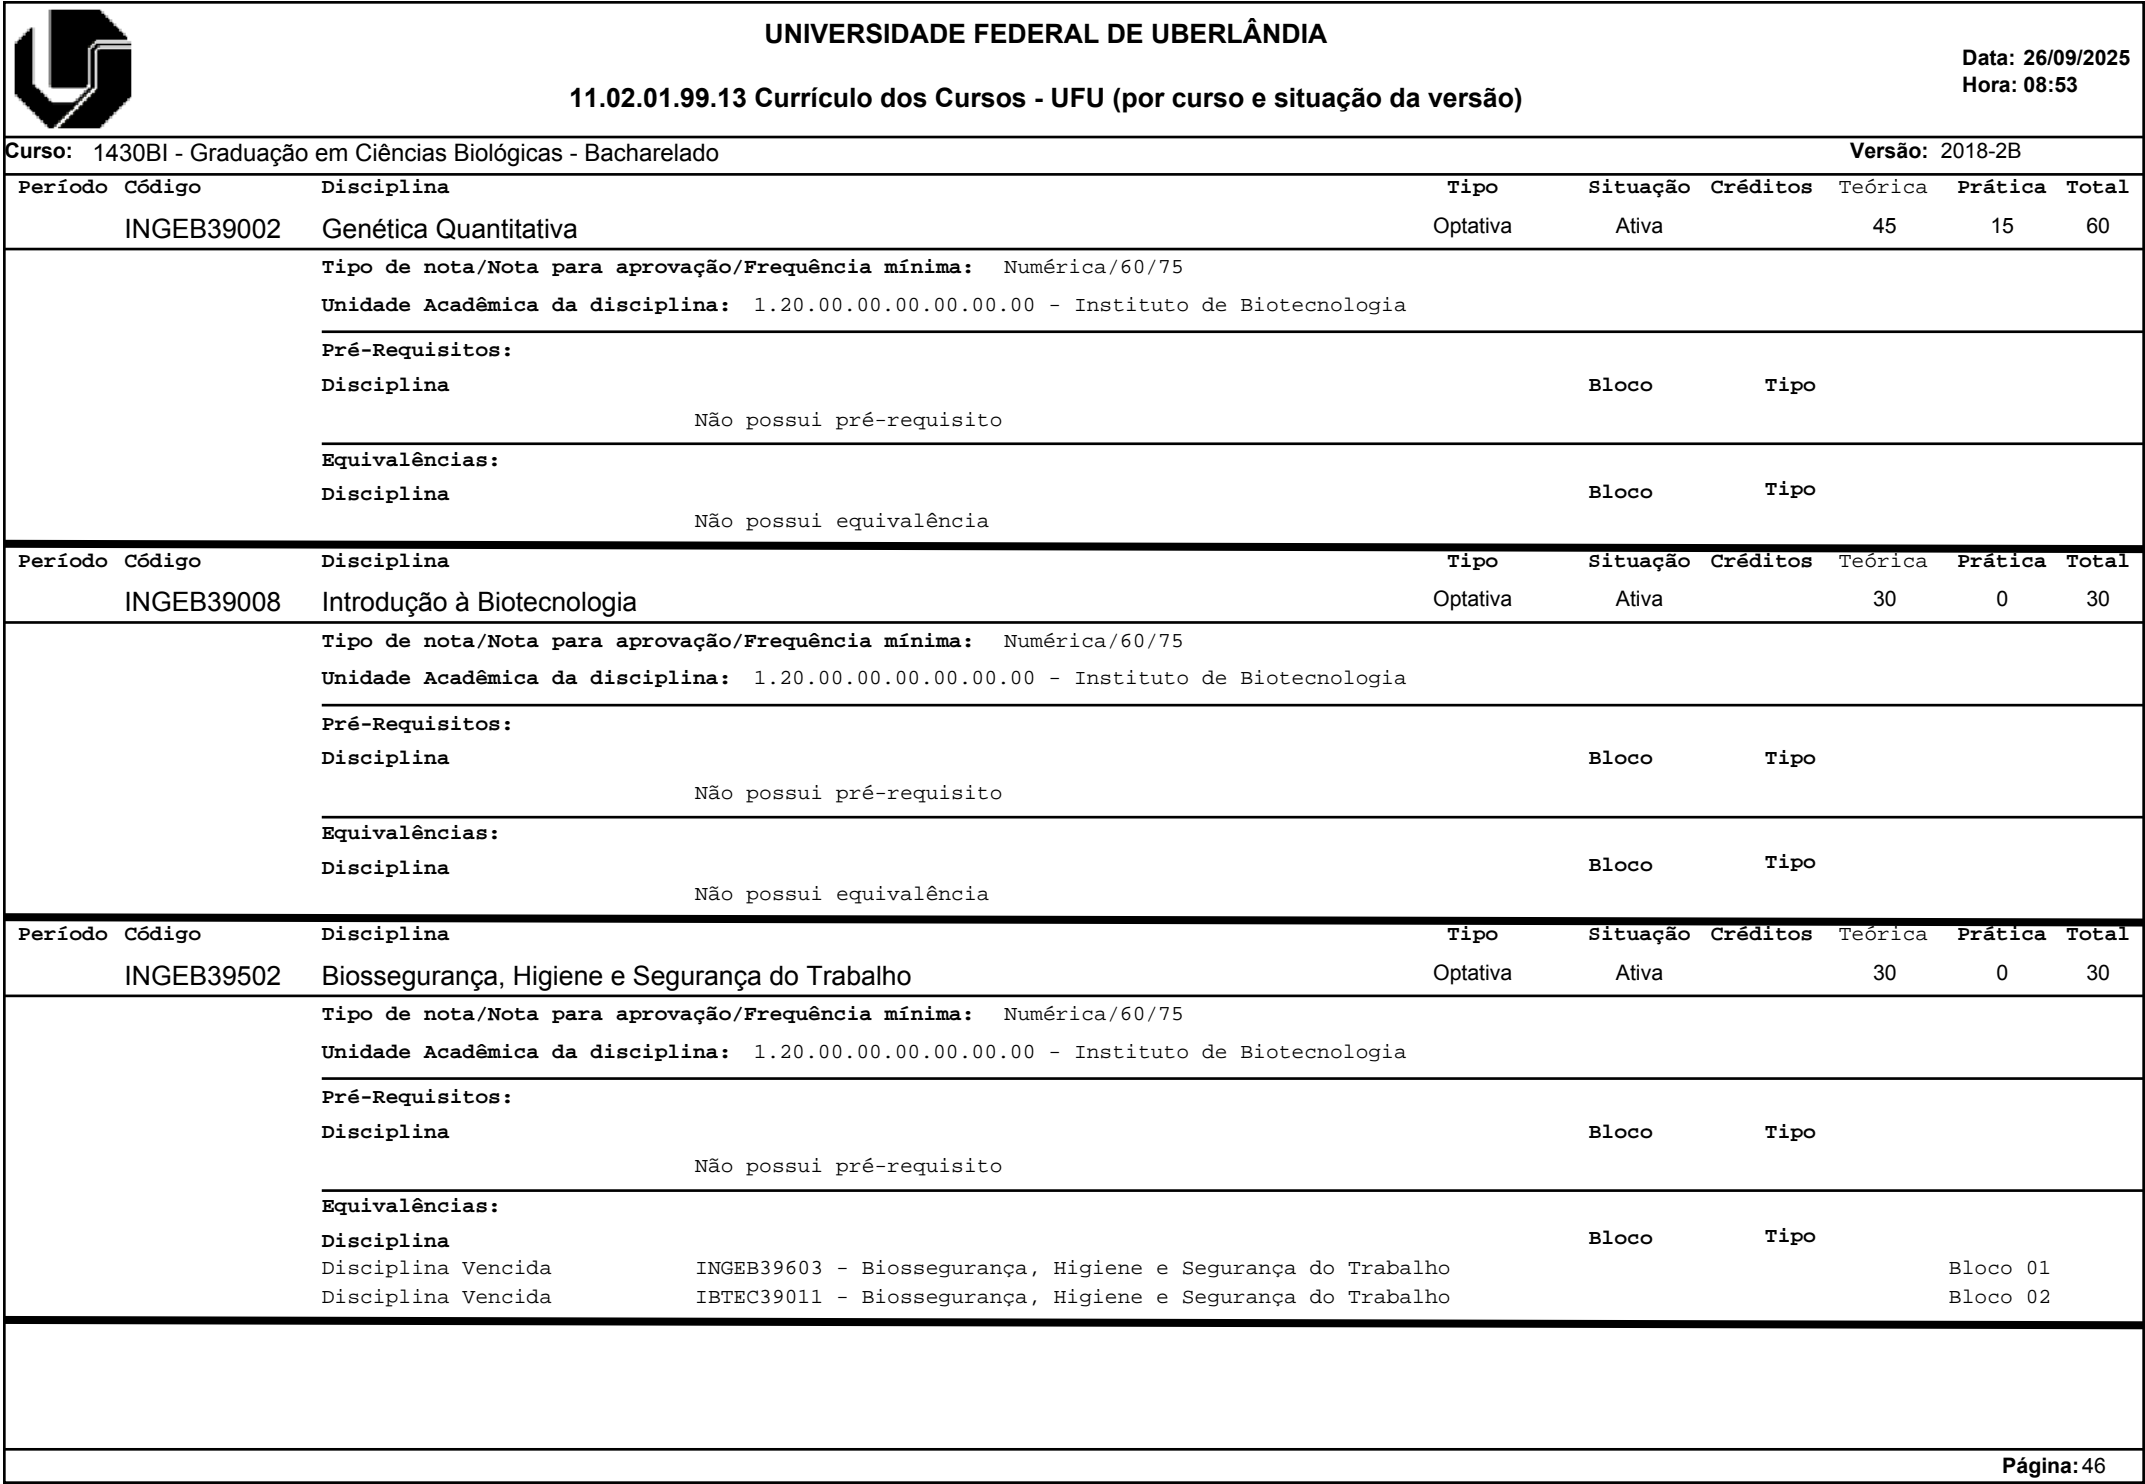 UNIVERSIDADE FEDERAL DE UBERLÂNDIA
Data: 26/09/2025
Hora: 08:53
11.02.01.99.13 Currículo dos Cursos - UFU (por curso e situação da versão)
Curso: 1430BI - Graduação em Ciências Biológicas - Bacharelado Versão: 2018-2B
Período Código Disciplina Tipo Situação Créditos Teórica Prática Total
INGEB39002 Genética Quantitativa Optativa Ativa 45 15 60
Tipo de nota/Nota para aprovação/Frequência mínima: Numérica/60/75
Unidade Acadêmica da disciplina: 1.20.00.00.00.00.00.00 - Instituto de Biotecnologia
Pré-Requisitos:
Disciplina Bloco Tipo
Não possui pré-requisito
Equivalências:
Disciplina Bloco Tipo
Não possui equivalência
Período Código Disciplina Tipo Situação Créditos Teórica Prática Total
INGEB39008 Introdução à Biotecnologia Optativa Ativa 30 0 30
Tipo de nota/Nota para aprovação/Frequência mínima: Numérica/60/75
Unidade Acadêmica da disciplina: 1.20.00.00.00.00.00.00 - Instituto de Biotecnologia
Pré-Requisitos:
Disciplina Bloco Tipo
Não possui pré-requisito
Equivalências:
Disciplina Bloco Tipo
Não possui equivalência
Período Código Disciplina Tipo Situação Créditos Teórica Prática Total
INGEB39502 Biossegurança, Higiene e Segurança do Trabalho Optativa Ativa 30 0 30
Tipo de nota/Nota para aprovação/Frequência mínima: Numérica/60/75
Unidade Acadêmica da disciplina: 1.20.00.00.00.00.00.00 - Instituto de Biotecnologia
Pré-Requisitos:
Disciplina Bloco Tipo
Não possui pré-requisito
Equivalências:
Disciplina Bloco Tipo
Disciplina Vencida INGEB39603 - Biossegurança, Higiene e Segurança do Trabalho Bloco 01
Disciplina Vencida IBTEC39011 - Biossegurança, Higiene e Segurança do Trabalho Bloco 02
Página: 46